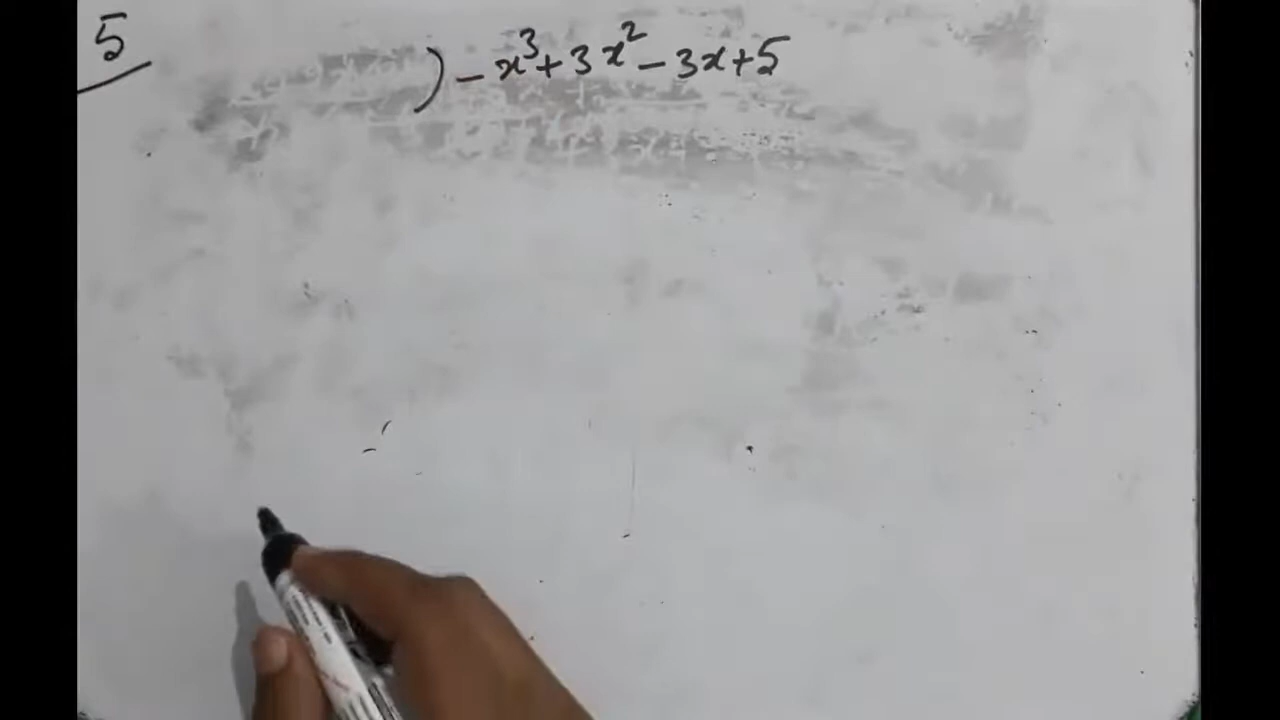 5
) -x³ + 3x² - 3x + 5